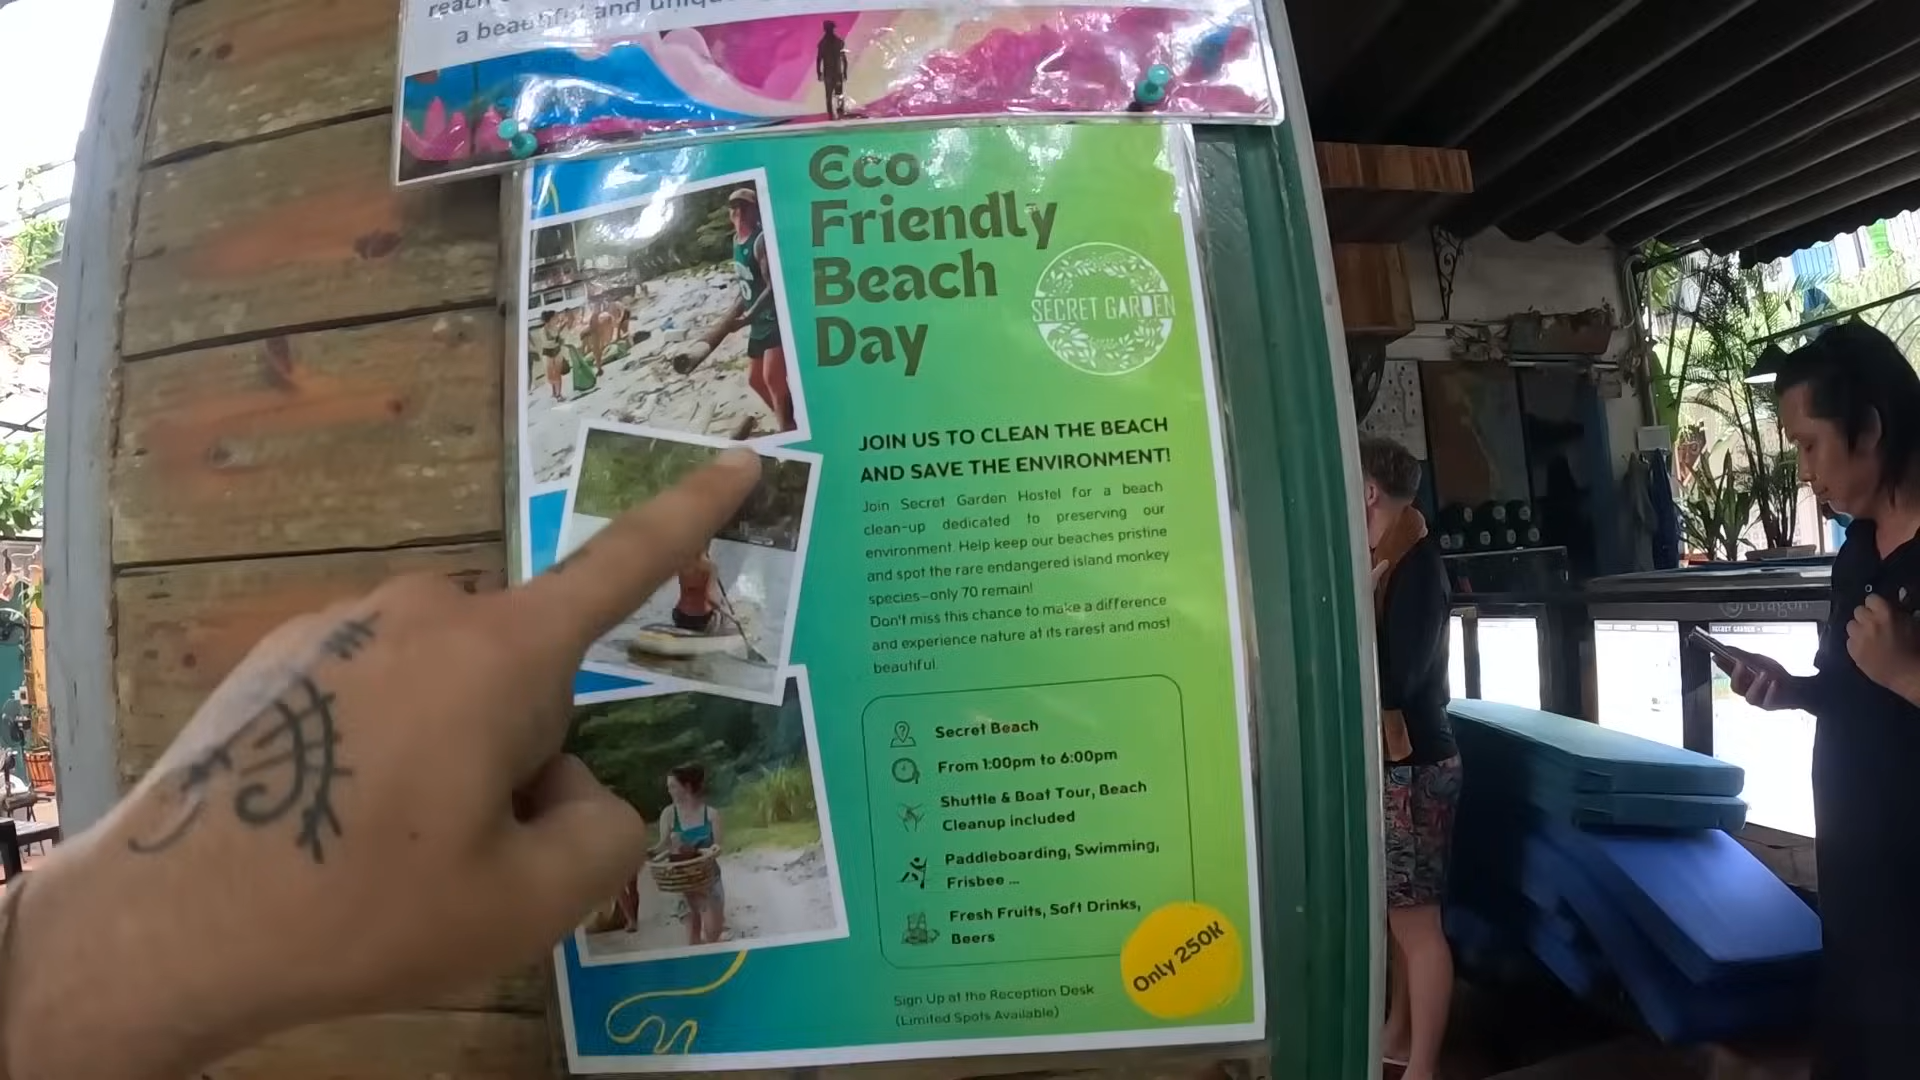 a beautiful and
Eco
Friendly
Beach
Day
SECRET GARDEN
JOIN US TO CLEAN THE BEACH
AND SAVE THE ENVIRONMENT!
Join Secret Garden Hostel for a beach
clean-up dedicated to preserving our
environment. Help keep our beaches pristine
and spot the rare endangered island monkey
species—only 70 remain!
Don't miss this chance to make a difference
and experience nature at its rarest and most
beautiful.
Secret Beach
From 1:00pm to 6:00pm
Shuttle & Boat Tour, Beach
Cleanup included
Paddleboarding, Swimming,
Frisbee ...
Fresh Fruits, Soft Drinks,
Beers
Only 250K
Sign Up at the Reception Desk
(Limited Spots Available)